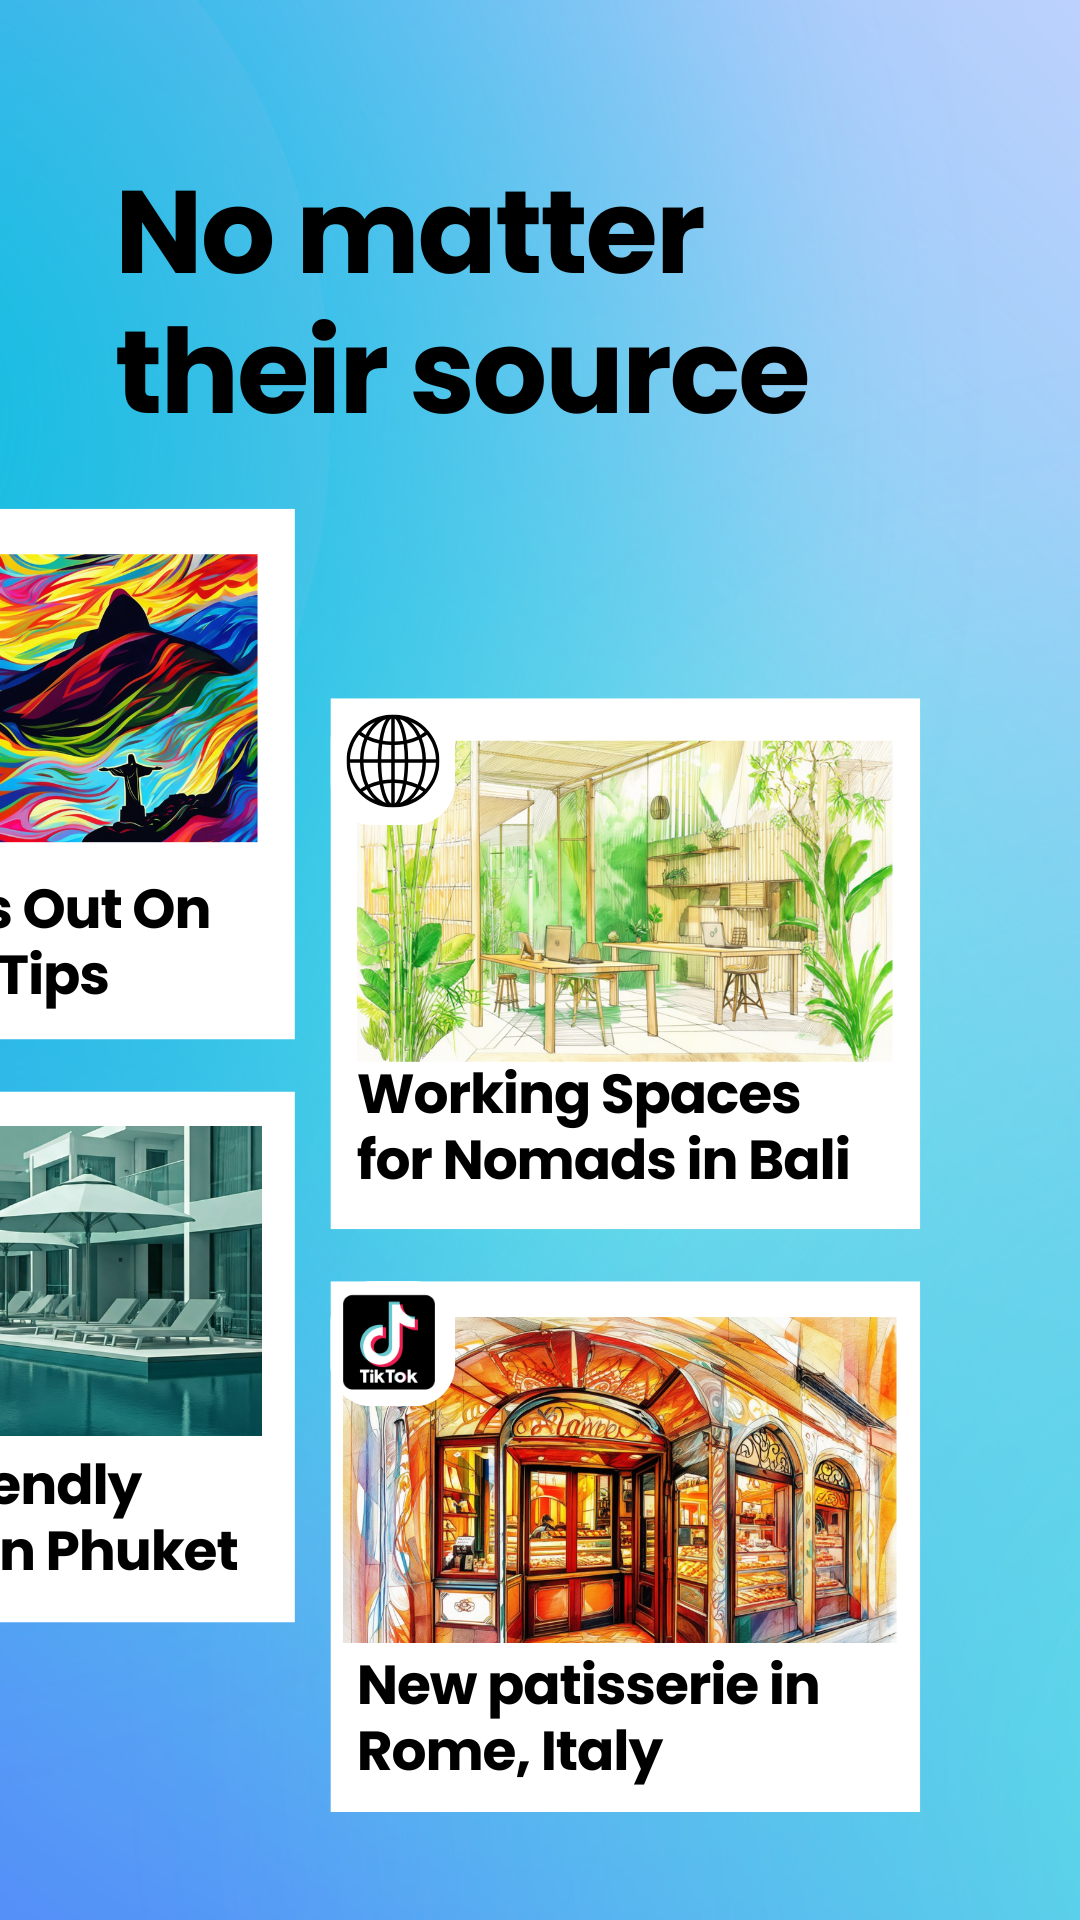 No matter
their source
s Out On
Tips
Working Spaces
for Nomads in Bali
TikTok
endly
n Phuket
New patisserie in
Rome, Italy